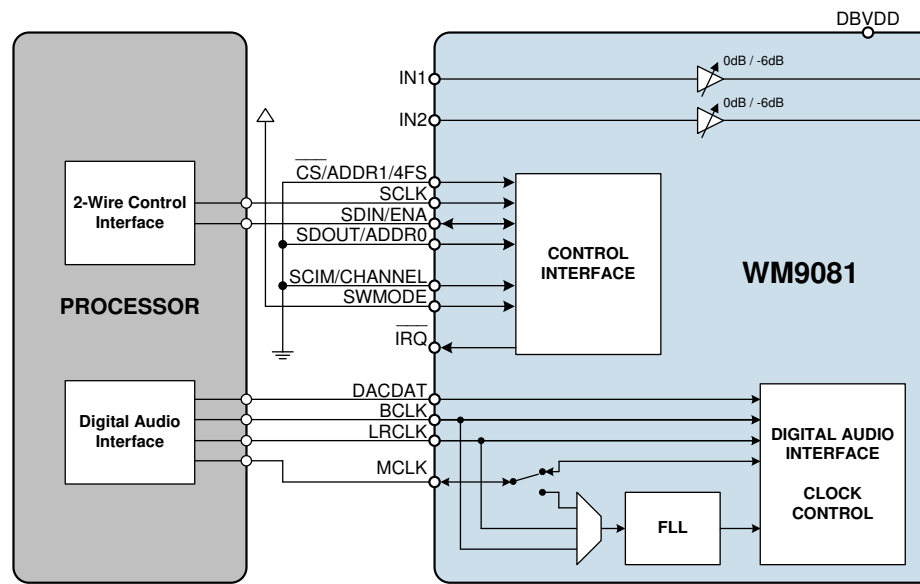 DBVDD
IN1
0dB / -6dB
IN2
0dB / -6dB
CS/ADDR1/4FS
SCLK
SDIN/ENA
SDOUT/ADDR0
SCIM/CHANNEL
SWMODE
IRQ
2-Wire Control
Interface
CONTROL
INTERFACE
WM9081
PROCESSOR
Digital Audio
Interface
DACDAT
BCLK
LRCLK
MCLK
DIGITAL AUDIO
INTERFACE
CLOCK
CONTROL
FLL